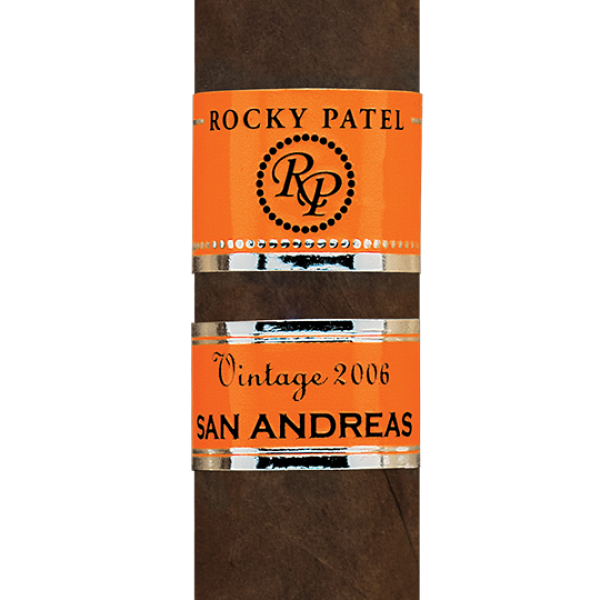 ROCKY PATEL
RP
Vintage 2006
SAN ANDREAS